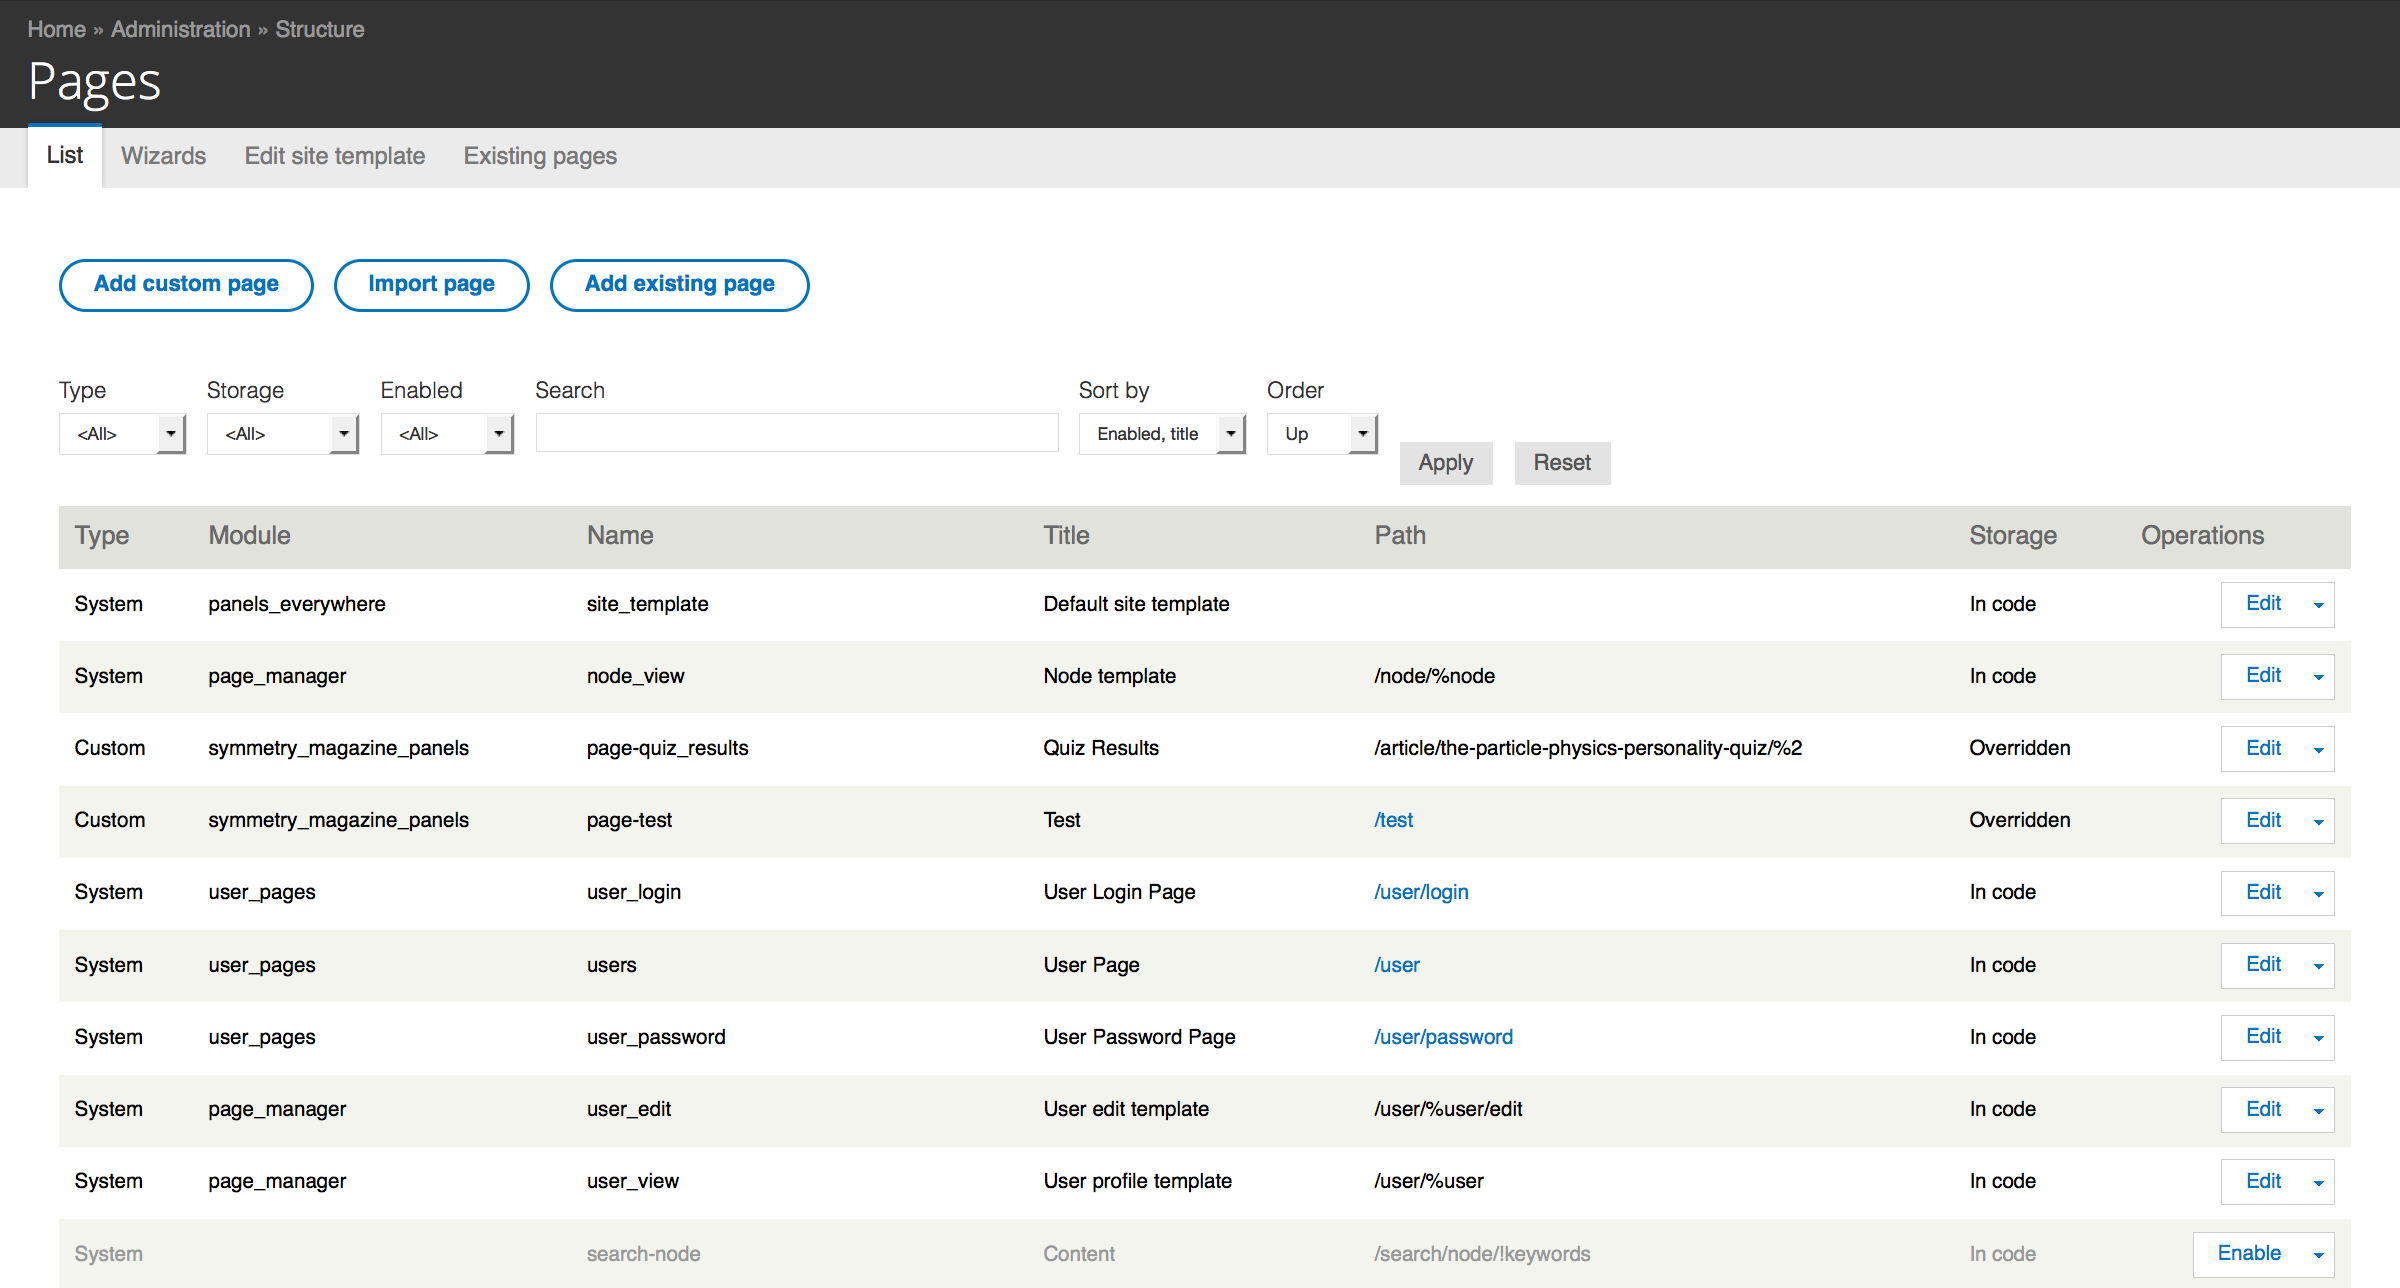 Home » Administration » Structure
Pages
List Wizards Edit site template Existing pages
Add custom page Import page Add existing page
Type Storage Enabled Search Sort by Order
<All> <All> <All> Enabled, title Up
Apply Reset
Type Module Name Title Path Storage Operations
System panels_everywhere site_template Default site template In code Edit
System page_manager node_view Node template /node/%node In code Edit
Custom symmetry_magazine_panels page-quiz_results Quiz Results /article/the-particle-physics-personality-quiz/%2 Overridden Edit
Custom symmetry_magazine_panels page-test Test /test Overridden Edit
System user_pages user_login User Login Page /user/login In code Edit
System user_pages users User Page /user In code Edit
System user_pages user_password User Password Page /user/password In code Edit
System page_manager user_edit User edit template /user/%user/edit In code Edit
System page_manager user_view User profile template /user/%user In code Edit
System search-node Content /search/node/!keywords In code Enable